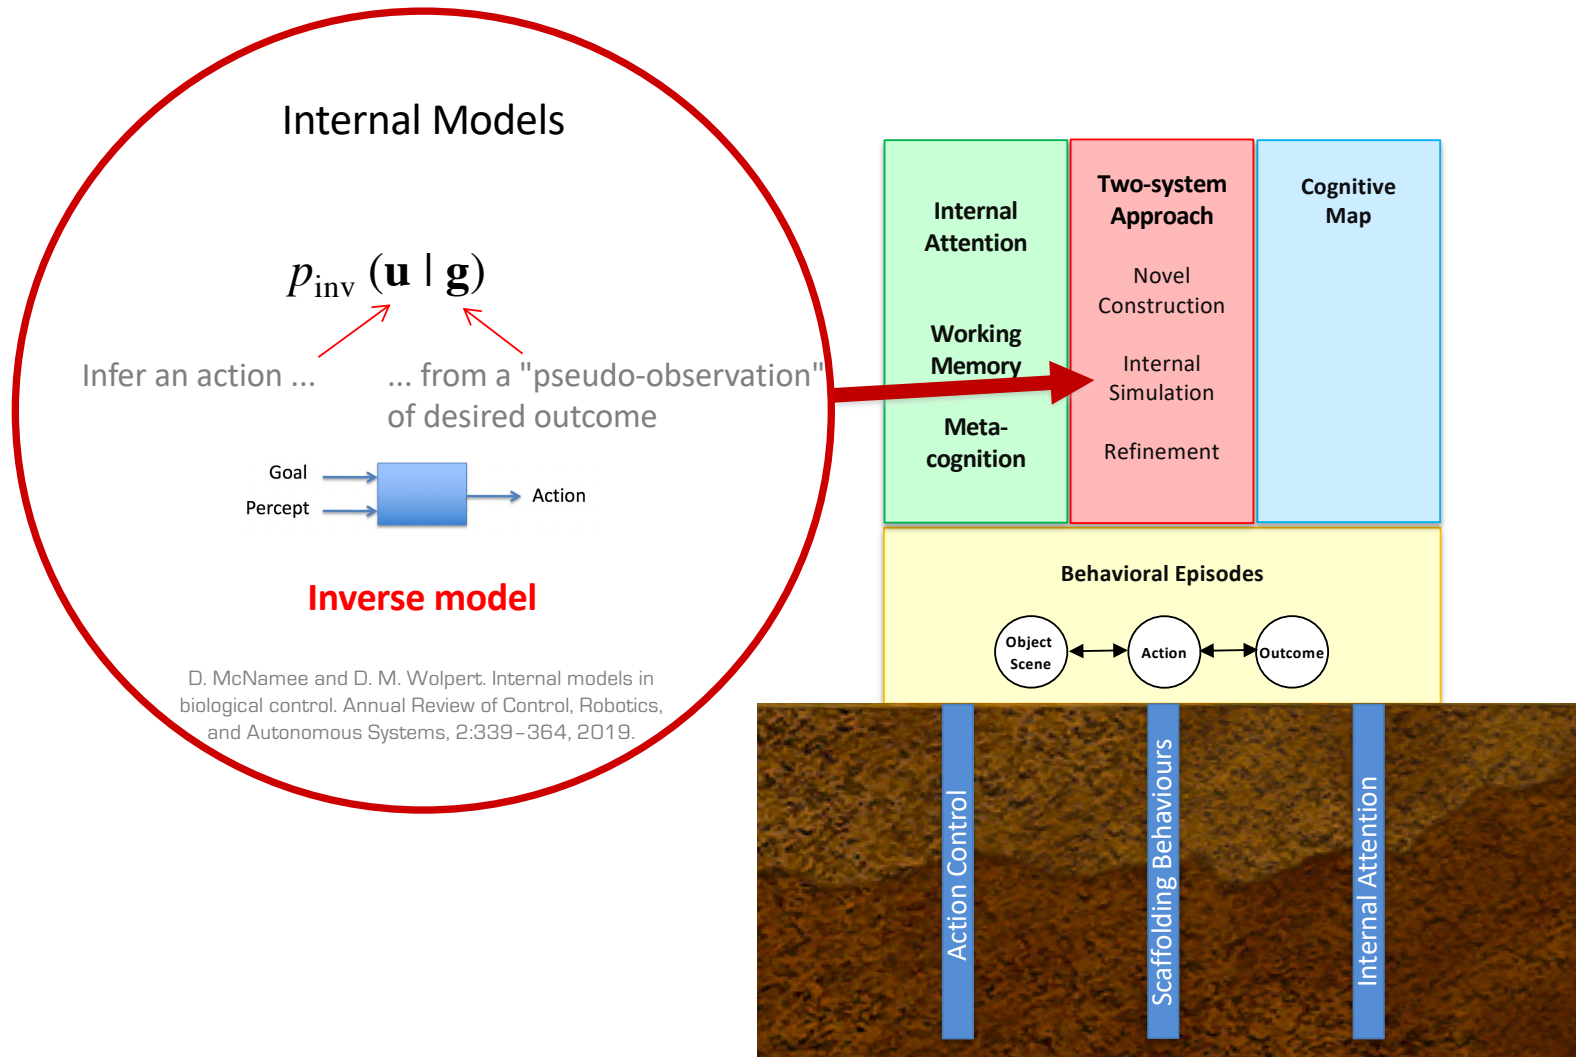 Internal Models
p_inv (u | g)
Infer an action ...
... from a "pseudo-observation"
of desired outcome
Goal
Percept
Action
Inverse model
D. McNamee and D. M. Wolpert. Internal models in
biological control. Annual Review of Control, Robotics,
and Autonomous Systems, 2:339–364, 2019.
Internal
Attention
Working
Memory
Meta-
cognition
Two-system
Approach
Novel
Construction
Internal
Simulation
Refinement
Cognitive
Map
Behavioral Episodes
Object
Scene
Action
Outcome
Action Control
Scaffolding Behaviours
Internal Attention